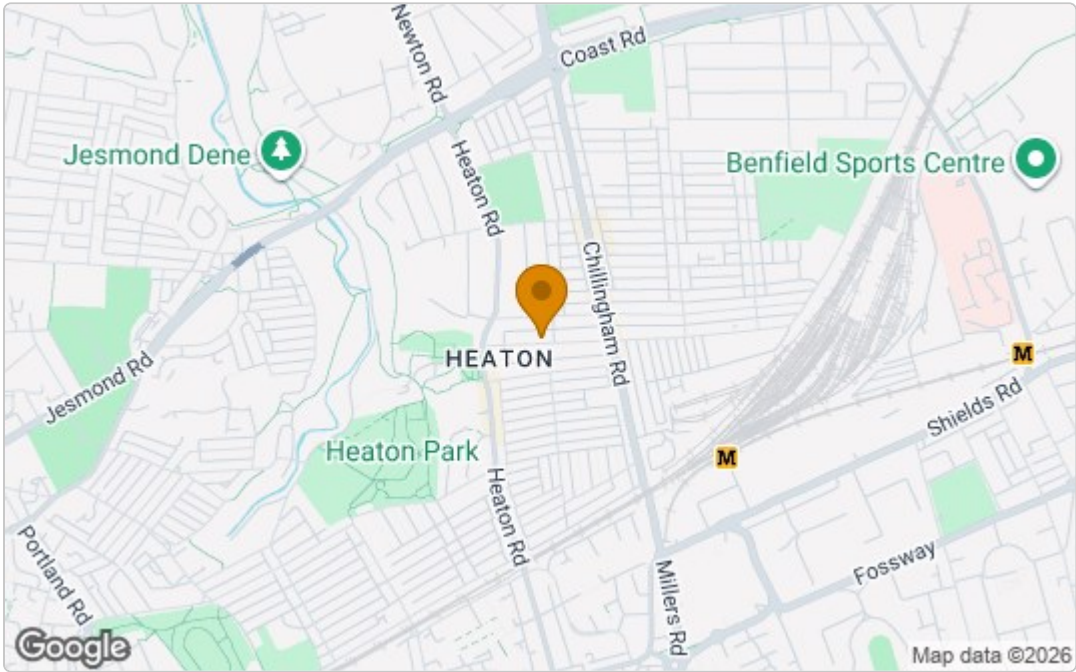 Newton Rd
Coast Rd
Jesmond Dene
Heaton Rd
Benfield Sports Centre
Chillingham Rd
HEATON
M
Jesmond Rd
Shields Rd
Heaton Park
M
Heaton Rd
Portland Rd
Millers Rd
Fossway
Google
Map data ©2026